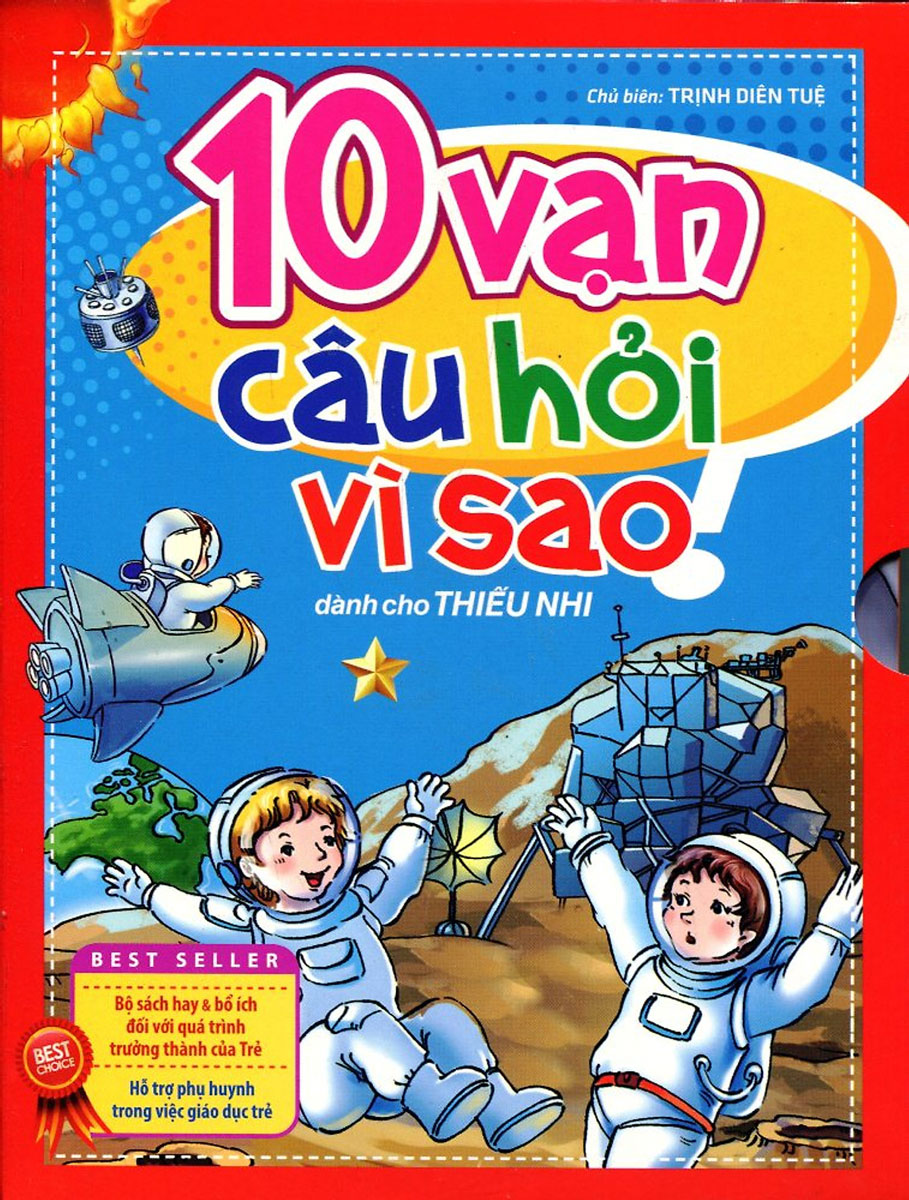 Chủ biên: TRỊNH DIÊN TUỆ
10 vạn
câu hỏi
vì sao!
dành cho THIẾU NHI
BEST SELLER
Bộ sách hay & bổ ích
đối với quá trình
trưởng thành của Trẻ
BEST
CHOICE
Hỗ trợ phụ huynh
trong việc giáo dục trẻ